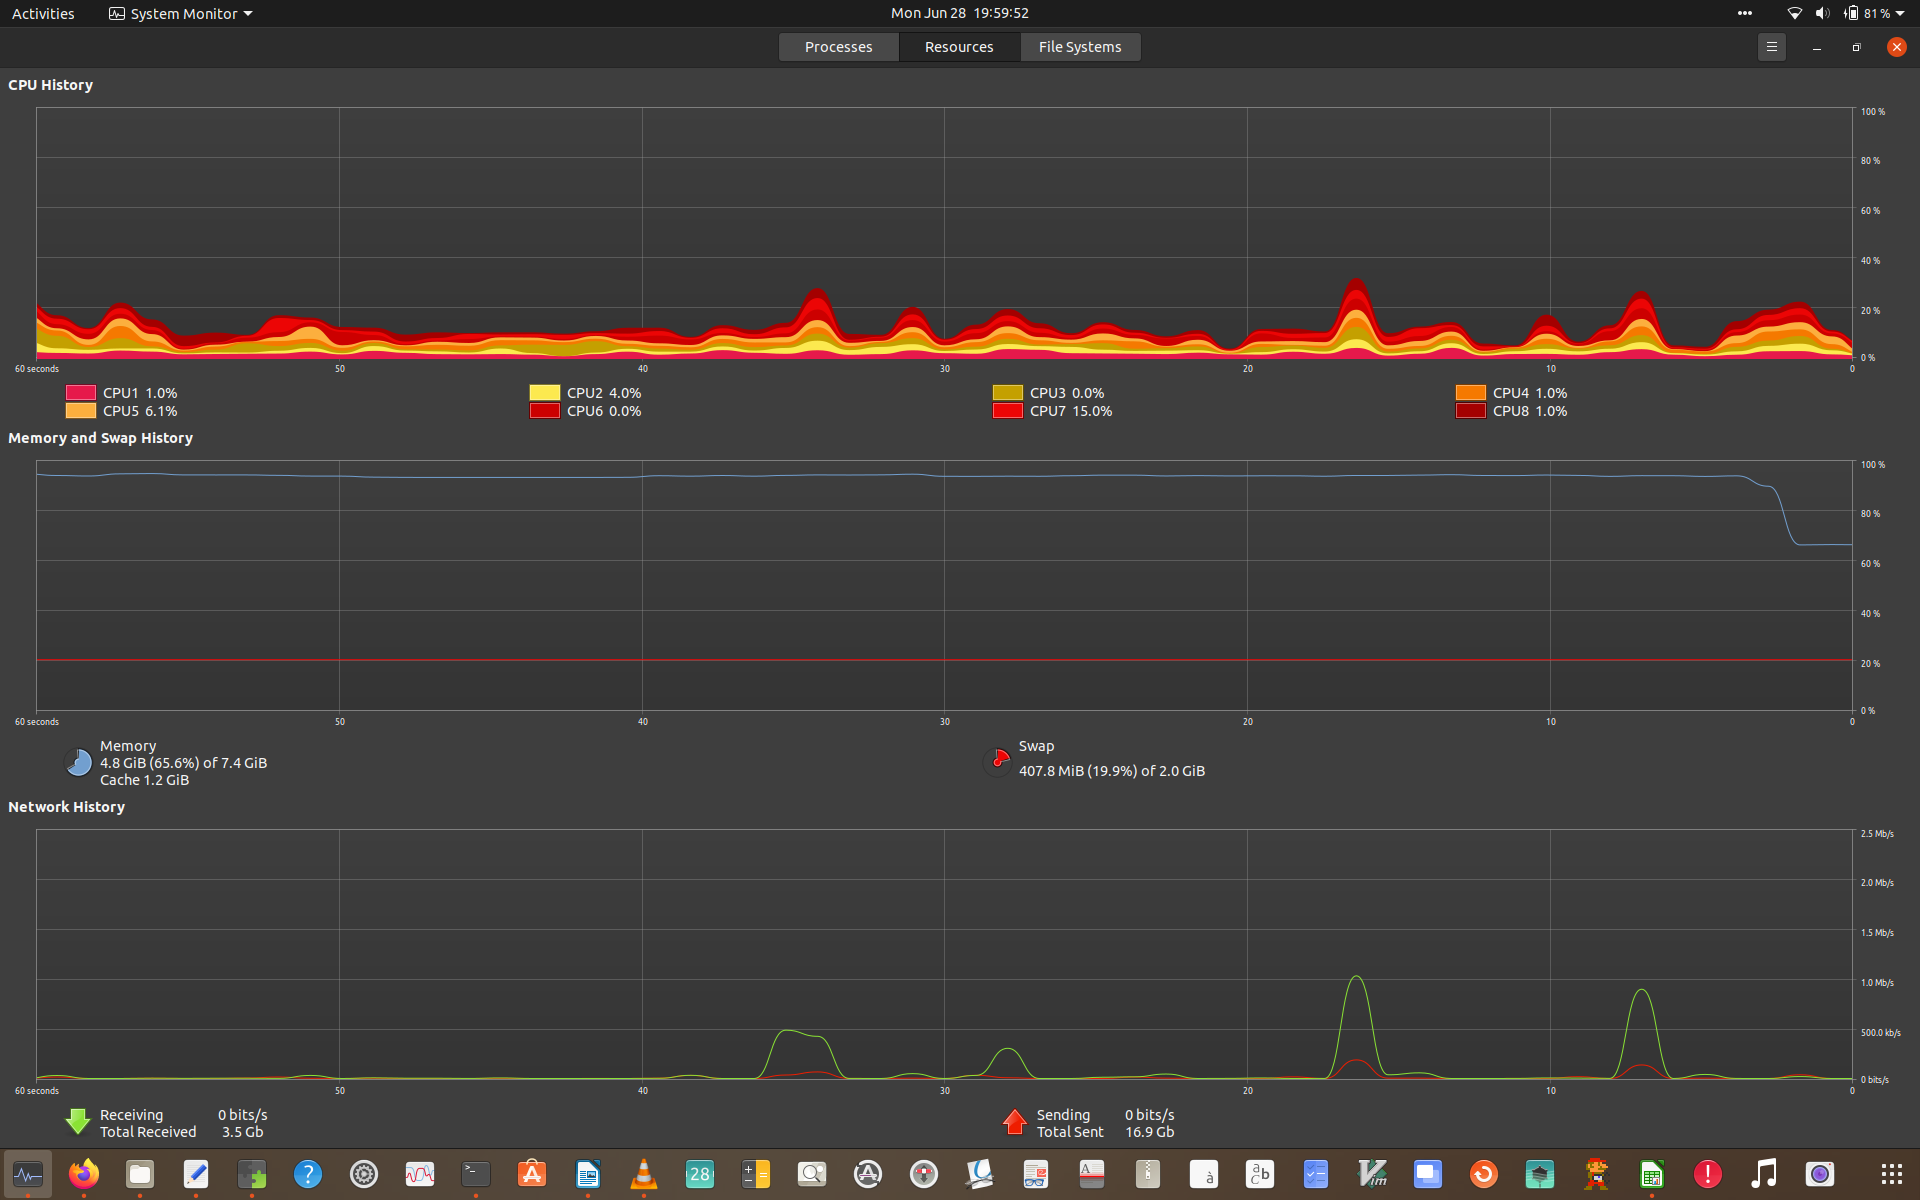 Activities
System Monitor
Mon Jun 28 19:59:52
81 %
Processes
Resources
File Systems
CPU History
100 %
80 %
60 %
40 %
20 %
0 %
60 seconds
50
40
30
20
10
0
CPU1 1.0%
CPU2 4.0%
CPU3 0.0%
CPU4 1.0%
CPU5 6.1%
CPU6 0.0%
CPU7 15.0%
CPU8 1.0%
Memory and Swap History
100 %
80 %
60 %
40 %
20 %
0 %
60 seconds
50
40
30
20
10
0
Memory
4.8 GiB (65.6%) of 7.4 GiB
Cache 1.2 GiB
Swap
407.8 MiB (19.9%) of 2.0 GiB
Network History
2.5 Mb/s
2.0 Mb/s
1.5 Mb/s
1.0 Mb/s
500.0 kb/s
0 bits/s
60 seconds
50
40
30
20
10
0
Receiving 0 bits/s
Total Received 3.5 Gb
Sending 0 bits/s
Total Sent 16.9 Gb
28